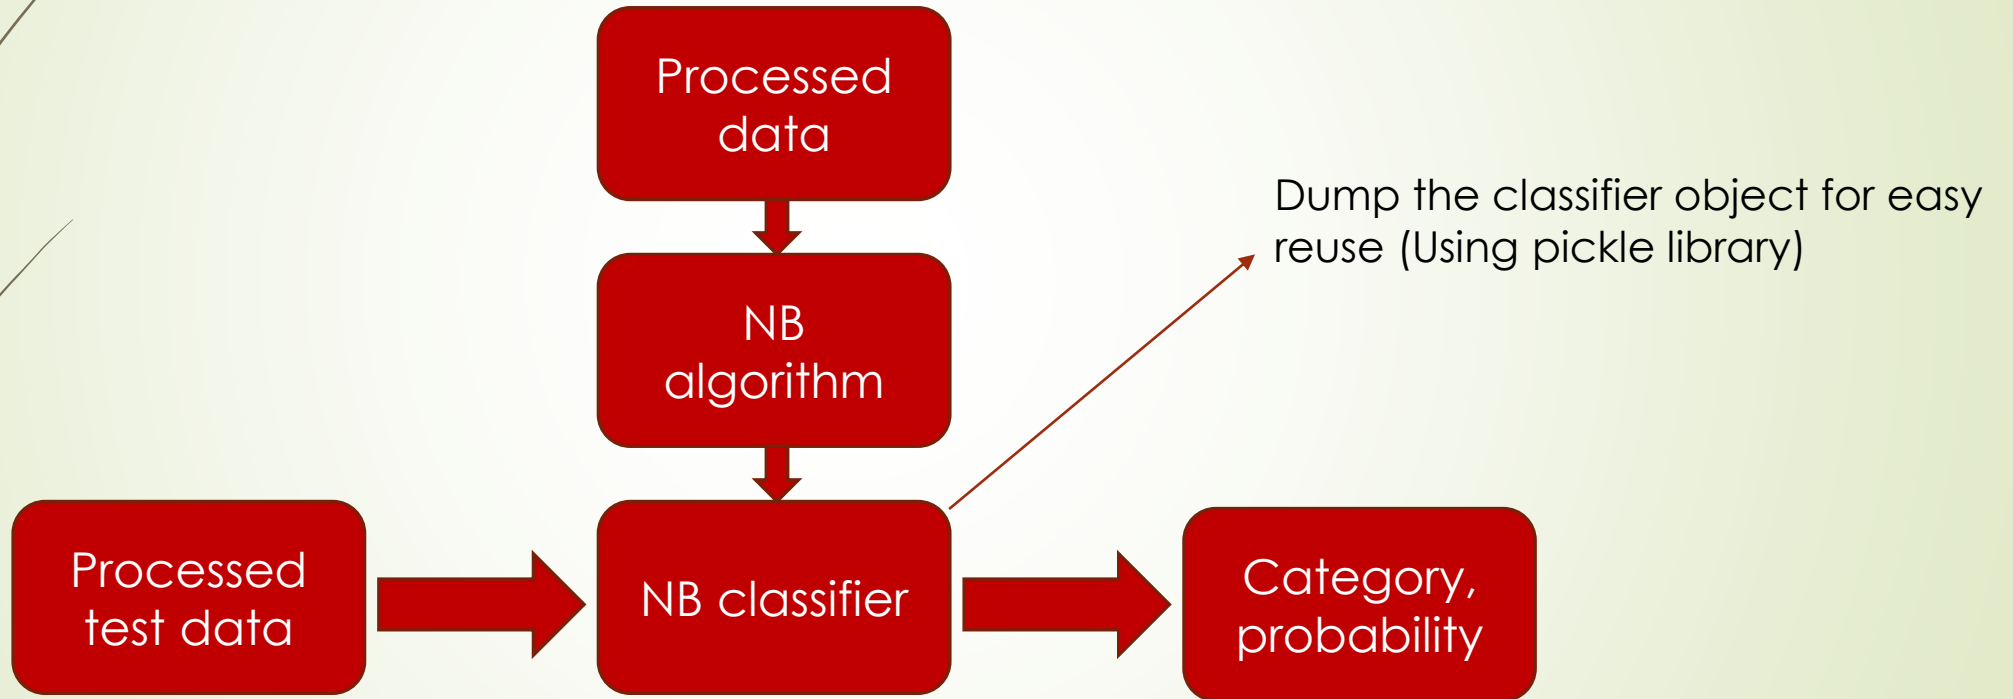 Processed
data
Dump the classifier object for easy
reuse (Using pickle library)
NB
algorithm
Processed
test data
NB classifier
Category,
probability